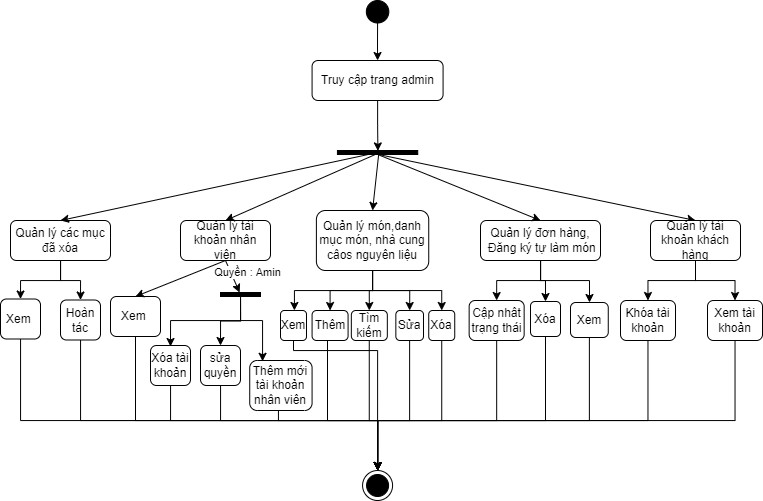 Truy cập trang admin
Quản lý các mục
đã xóa
Quản lý tài
khoản nhân
viên
Quản lý món,danh
mục món, nhà cung
cãos nguyên liệu
Quản lý đơn hàng,
Đăng ký tự làm món
Quản lý tài
khoản khách
hàng
Quyền : Amin
Xem
Hoàn
tác
Xem
Xem
Thêm
Tìm
kiếm
Sửa
Xóa
Cập nhât
trạng thái
Xóa
Xem
Khóa tài
khoản
Xem tài
khoản
Xóa tài
khoản
sửa
quyền
Thêm mới
tài khoản
nhân viên